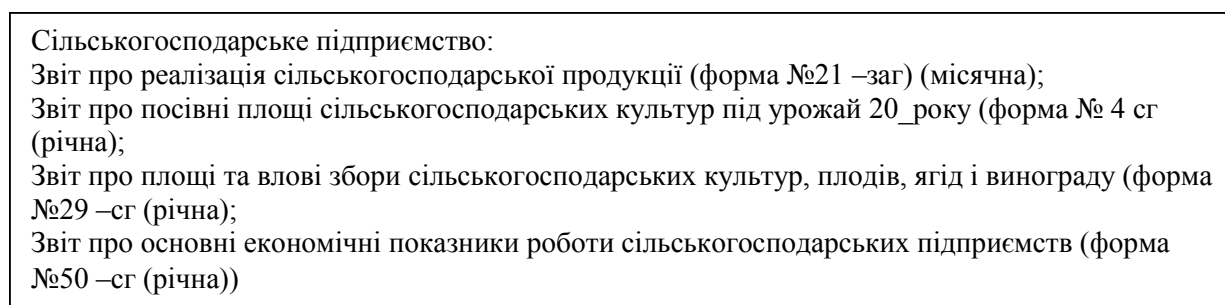 Сільськогосподарське підприємство:
Звіт про реалізація сільськогосподарської продукції (форма №21 –заг) (місячна);
Звіт про посівні площі сільськогосподарських культур під урожай 20_року (форма № 4 сг
(річна);
Звіт про площі та влові збори сільськогосподарських культур, плодів, ягід і винограду (форма
№29 –сг (річна);
Звіт про основні економічні показники роботи сільськогосподарських підприємств (форма
№50 –сг (річна))